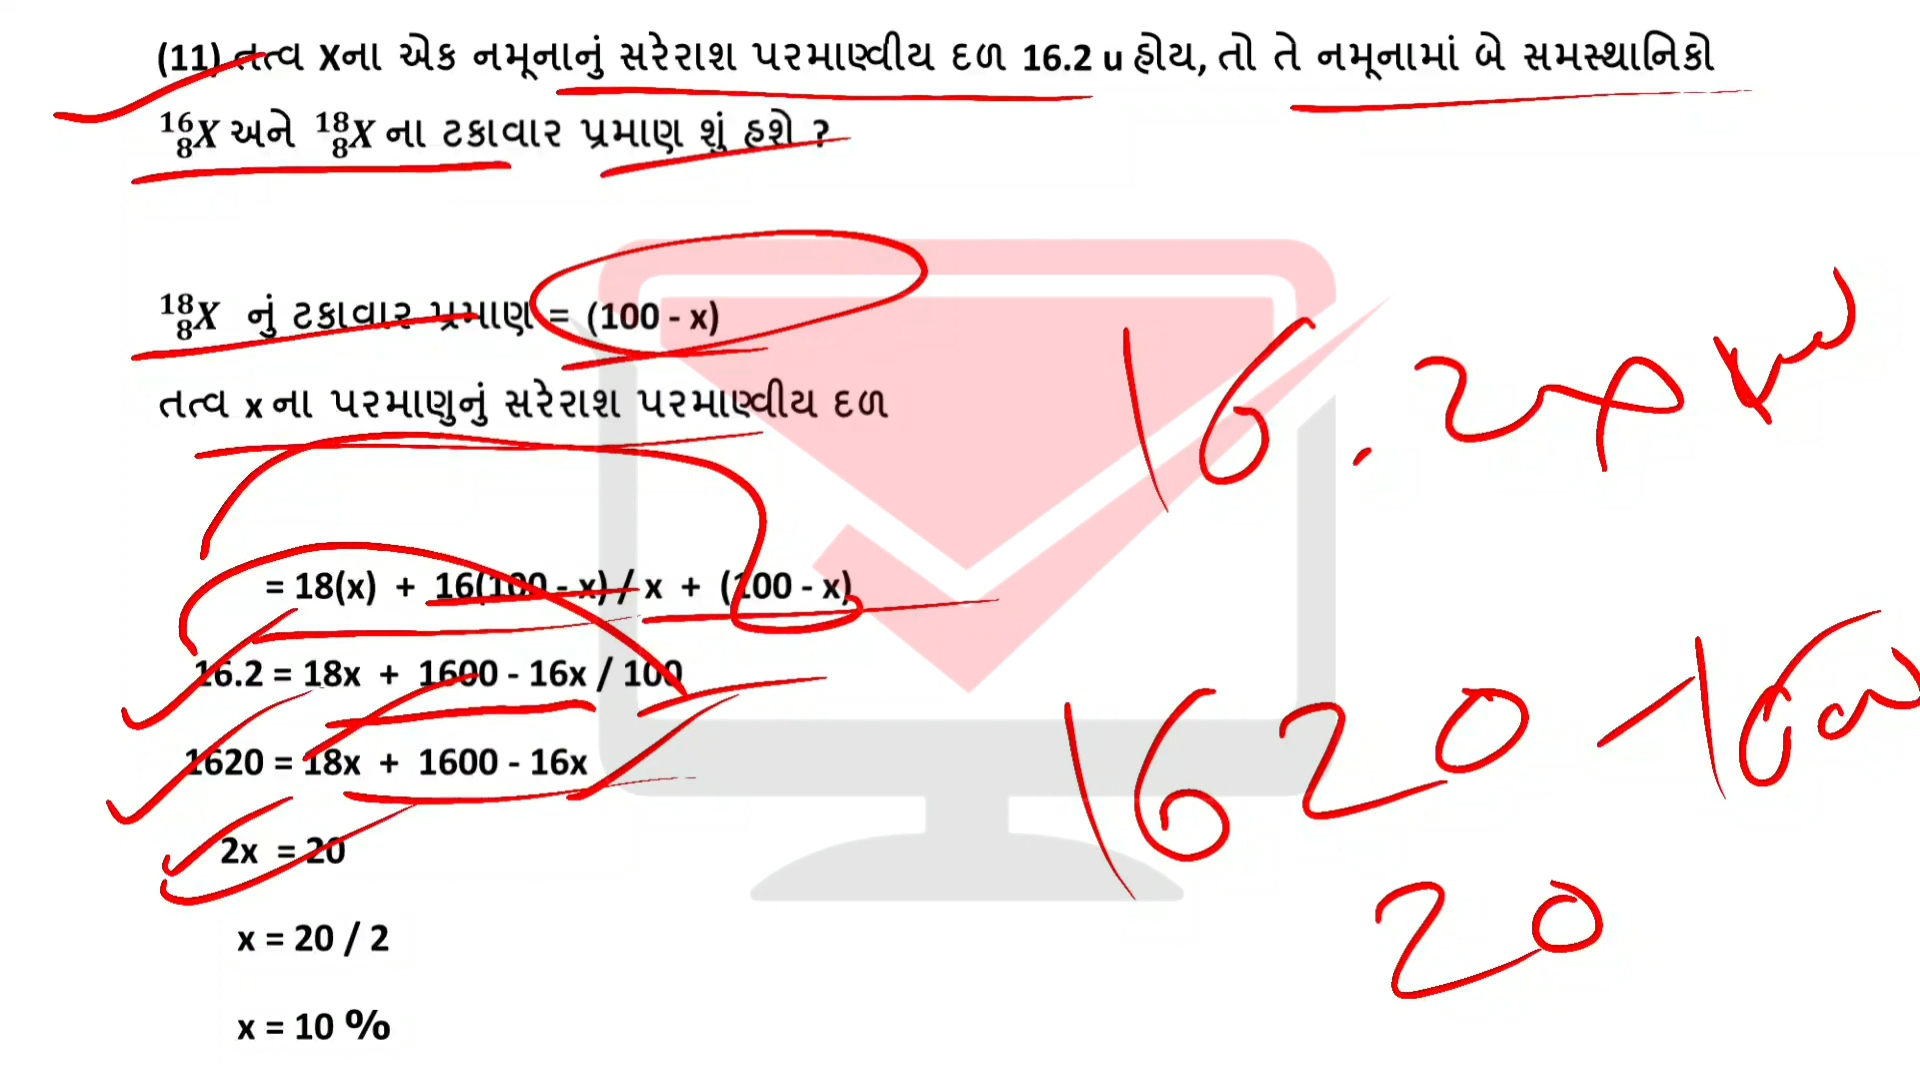 (11) તત્વ Xના એક નમૂનાનું સરેરાશ પરમાણ્વીય દળ 16.2 u હોય, તો તે નમૂનામાં બે સમસ્થાનિકો
¹⁶₈X અને ¹⁸₈X ના ટકાવાર પ્રમાણ શું હશે ?
¹⁸₈X નું ટકાવાર પ્રમાણ = (100 - x)
તત્વ x ના પરમાણુનું સરેરાશ પરમાણ્વીય દળ
16.2
= 18(x) + 16(100 - x) / x + (100 - x)
16.2 = 18x + 1600 - 16x / 100
1620 = 18x + 1600 - 16x
1620 - 1600
2x = 20
20
x = 20 / 2
x = 10 %